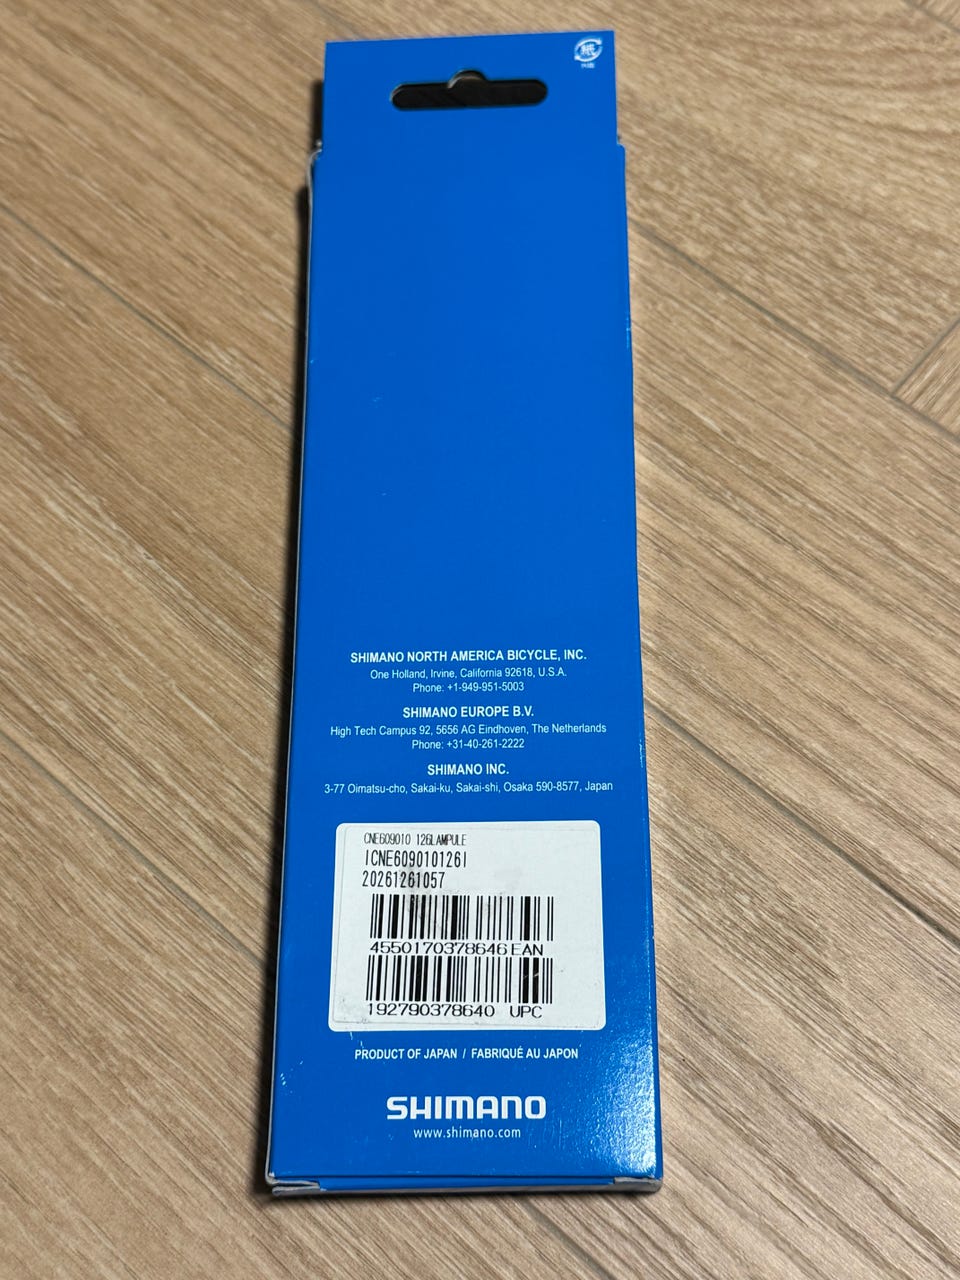 紙
SHIMANO NORTH AMERICA BICYCLE, INC.
One Holland, Irvine, California 92618, U.S.A.
Phone: +1-949-951-5003
SHIMANO EUROPE B.V.
High Tech Campus 92, 5656 AG Eindhoven, The Netherlands
Phone: +31-40-261-2222
SHIMANO INC.
3-77 Oimatsu-cho, Sakai-ku, Sakai-shi, Osaka 590-8577, Japan
CNE609010 126LAMPULE
ICNE609010126I
20261261057
4550170378646 EAN
192790378640 UPC
PRODUCT OF JAPAN / FABRIQUÉ AU JAPON
SHIMANO
www.shimano.com